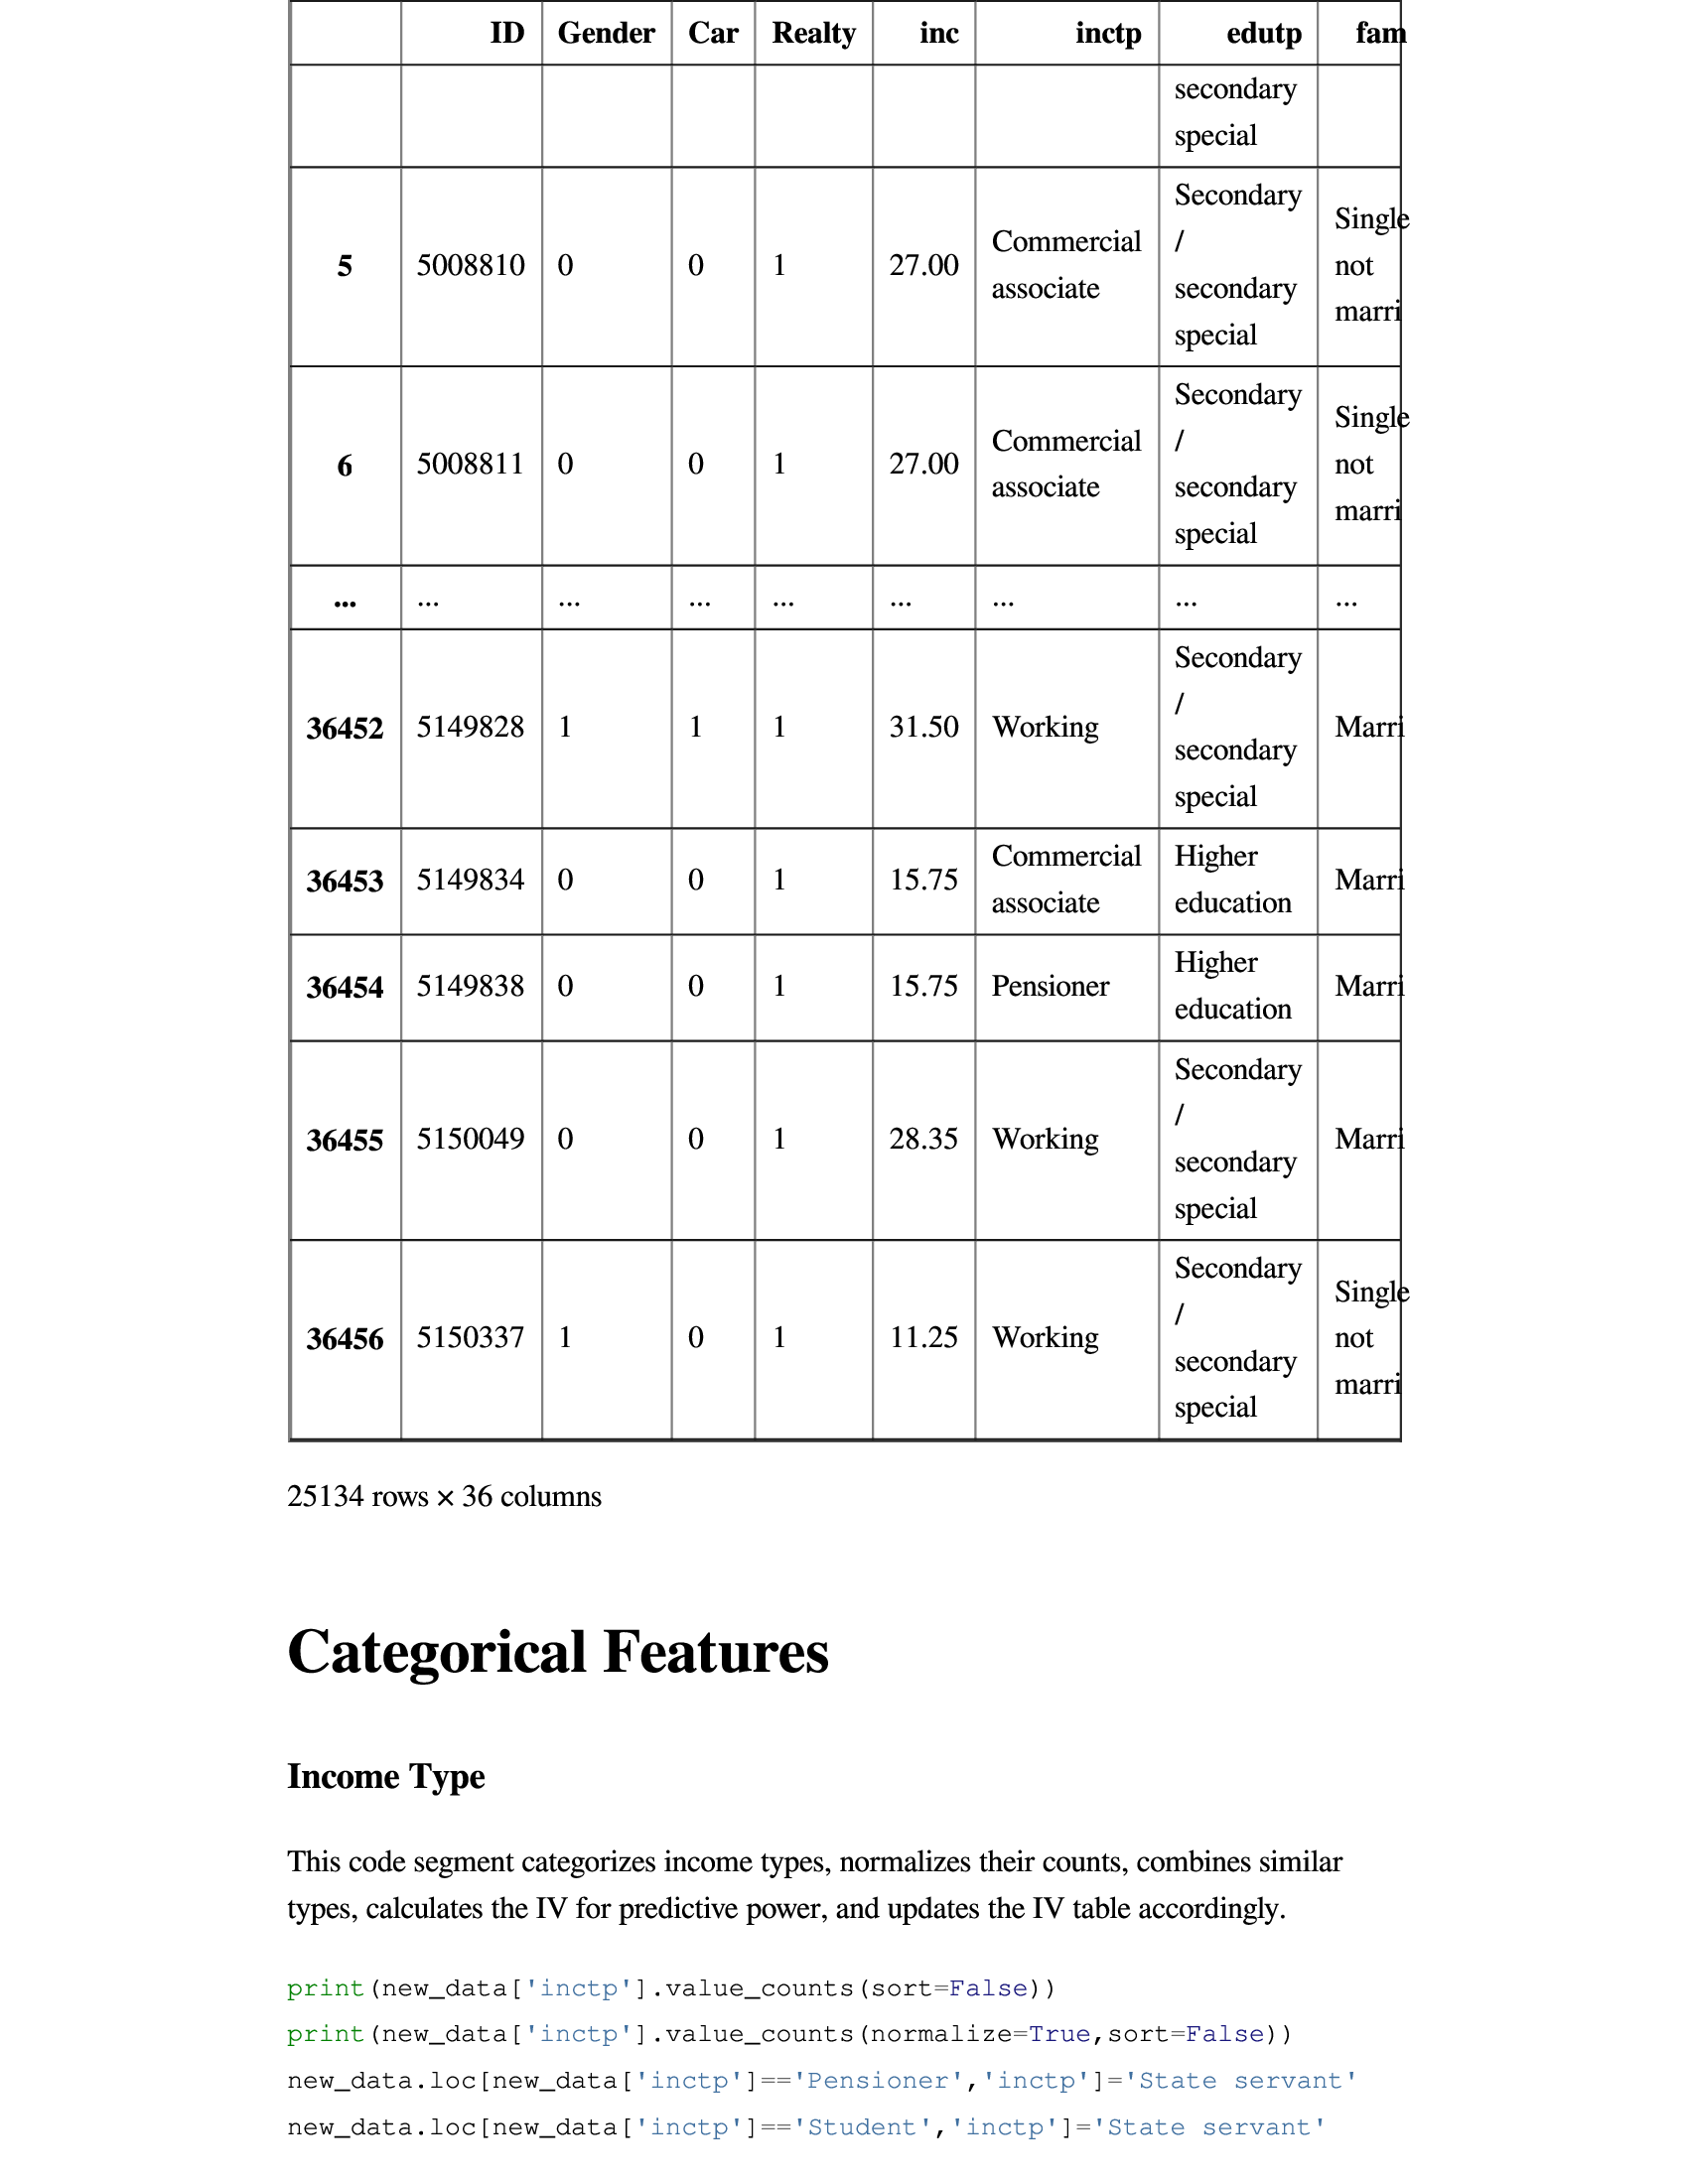 ID Gender Car Realty inc inctp edutp fam
secondary
special
5 5008810 0 0 1 27.00 Commercial associate Secondary / secondary special Single not marri
6 5008811 0 0 1 27.00 Commercial associate Secondary / secondary special Single not marri
... ... ... ... ... ... ... ... ...
36452 5149828 1 1 1 31.50 Working Secondary / secondary special Marri
36453 5149834 0 0 1 15.75 Commercial associate Higher education Marri
36454 5149838 0 0 1 15.75 Pensioner Higher education Marri
36455 5150049 0 0 1 28.35 Working Secondary / secondary special Marri
36456 5150337 1 0 1 11.25 Working Secondary / secondary special Single not marri
25134 rows × 36 columns
Categorical Features
Income Type
This code segment categorizes income types, normalizes their counts, combines similar
types, calculates the IV for predictive power, and updates the IV table accordingly.
print(new_data['inctp'].value_counts(sort=False))
print(new_data['inctp'].value_counts(normalize=True,sort=False))
new_data.loc[new_data['inctp']=='Pensioner','inctp']='State servant'
new_data.loc[new_data['inctp']=='Student','inctp']='State servant'